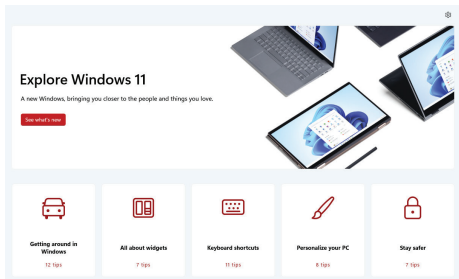 Explore Windows 11
A new Windows, bringing you closer to the people and things you love.
See what's new
Getting around in
Windows
12 tips
All about widgets
7 tips
Keyboard shortcuts
11 tips
Personalize your PC
8 tips
Stay safer
7 tips